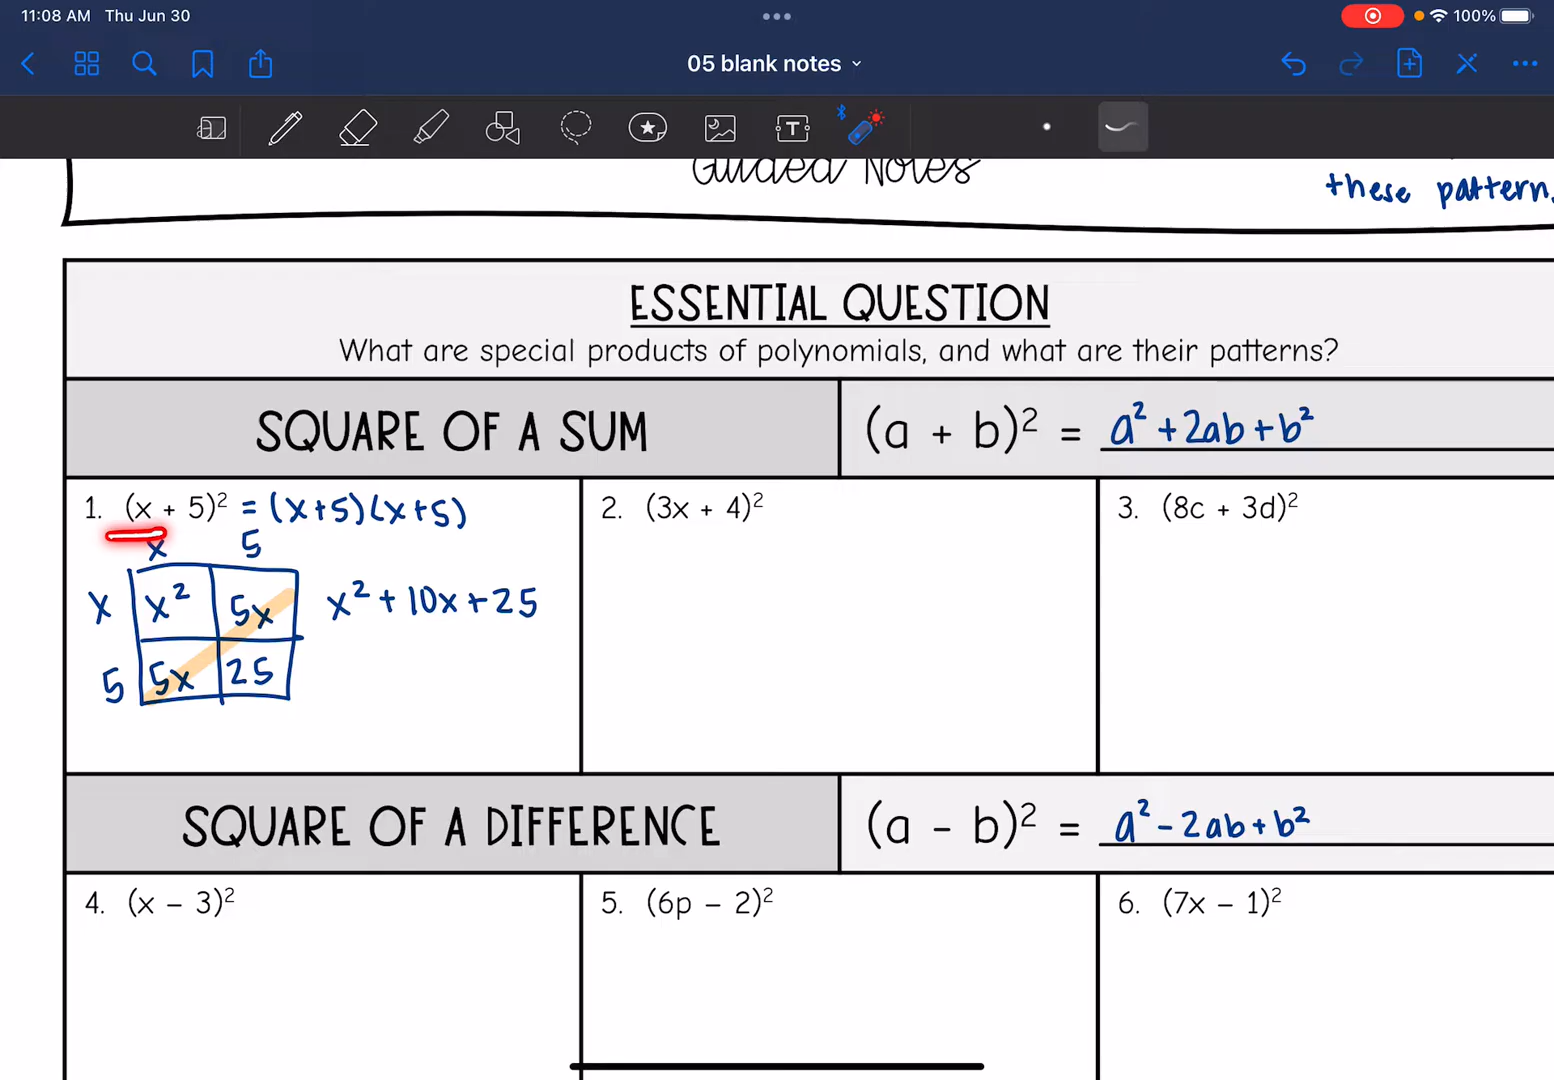 11:08 AM Thu Jun 30
100%
05 blank notes
Guided Notes
these pattern
ESSENTIAL QUESTION
What are special products of polynomials, and what are their patterns?
SQUARE OF A SUM
(a + b)² = a² + 2ab + b²
1. (x + 5)² = (x+5)(x+5)
2. (3x + 4)²
3. (8c + 3d)²
x 5
x x² 5x
x² + 10x + 25
5 5x 25
SQUARE OF A DIFFERENCE
(a - b)² = a² - 2ab + b²
4. (x - 3)²
5. (6p - 2)²
6. (7x - 1)²